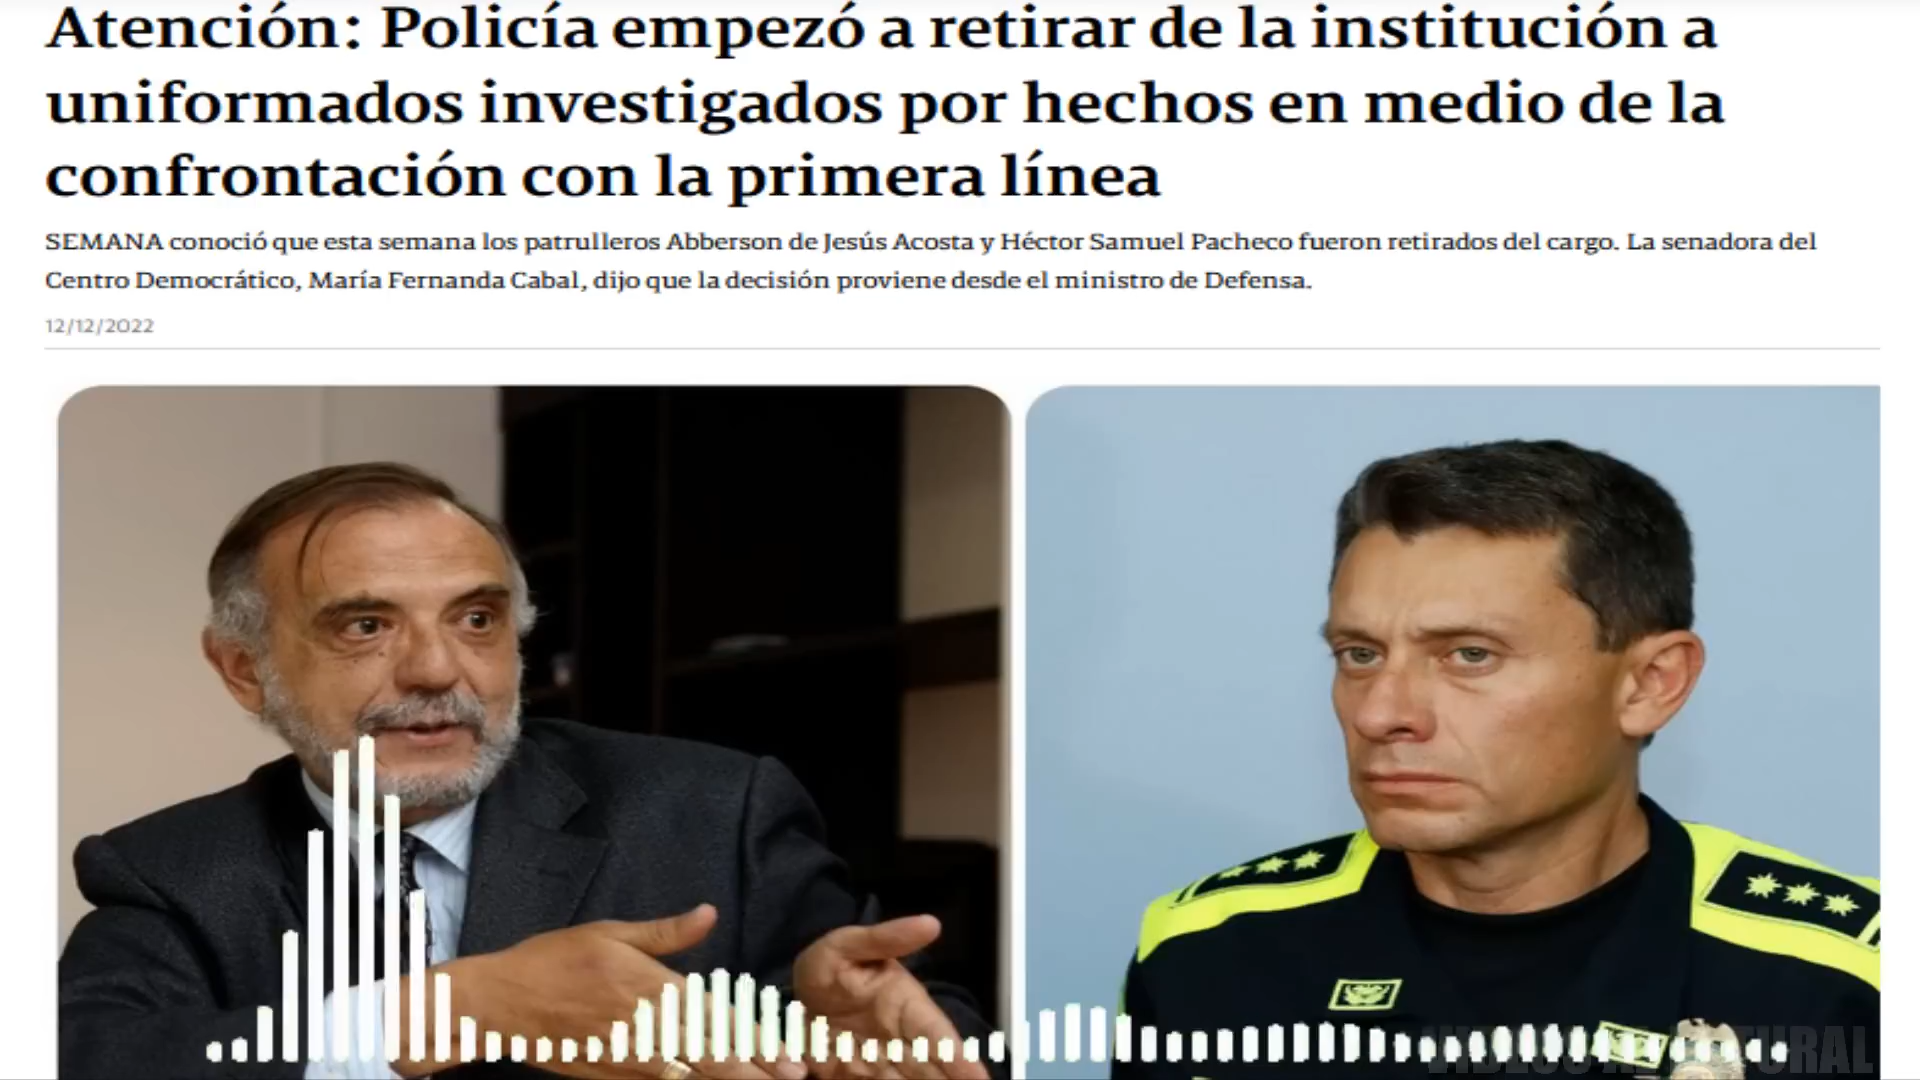 Atención: Policía empezó a retirar de la institución a
uniformados investigados por hechos en medio de la
confrontación con la primera línea
SEMANA conoció que esta semana los patrulleros Abberson de Jesús Acosta y Héctor Samuel Pacheco fueron retirados del cargo. La senadora del
Centro Democrático, María Fernanda Cabal, dijo que la decisión proviene desde el ministro de Defensa.
12/12/2022